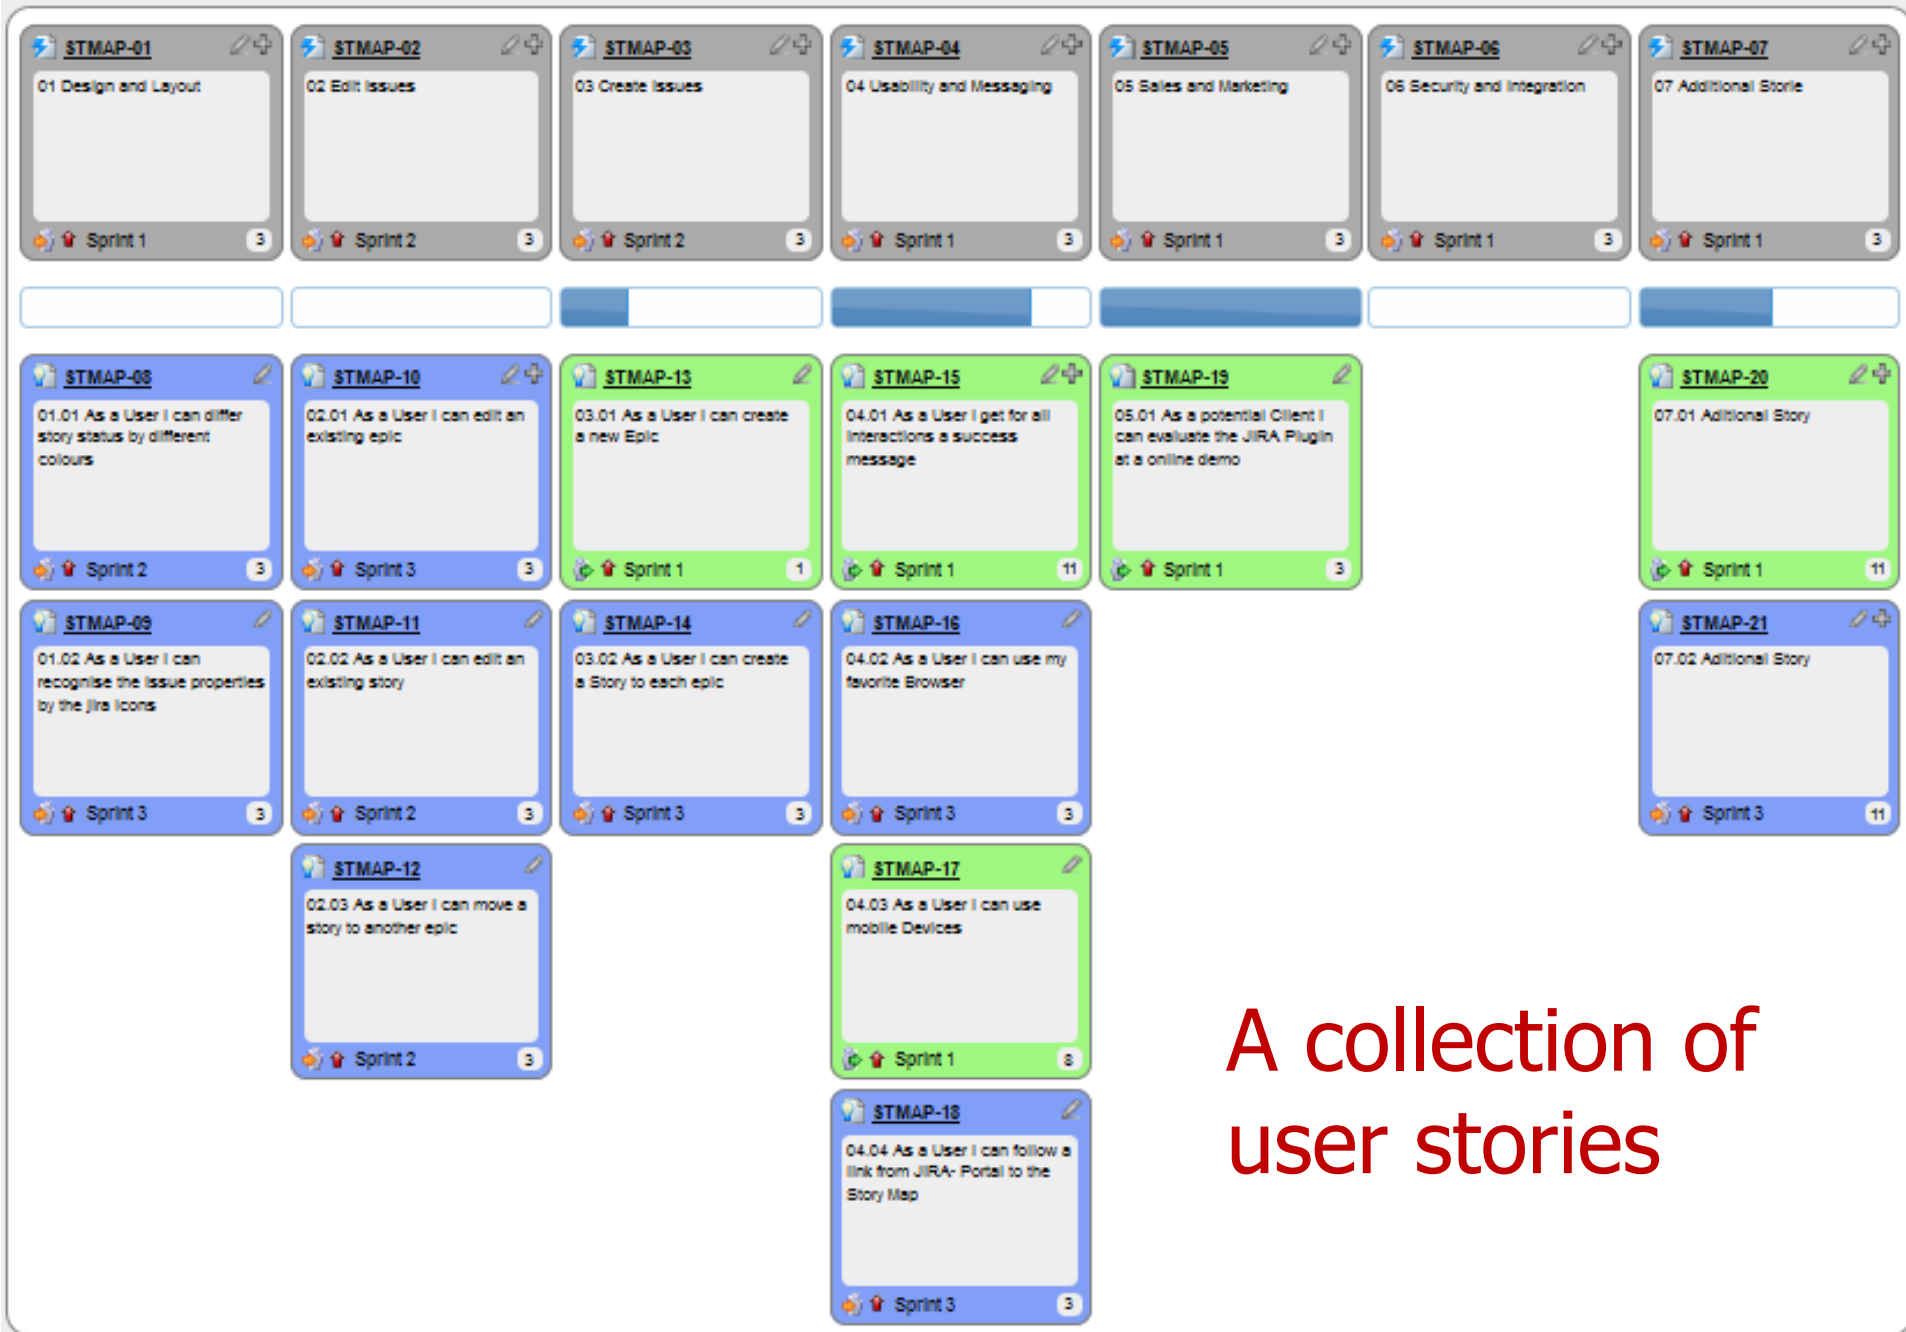 STMAP-01
01 Design and Layout
Sprint 1
3
STMAP-02
02 Edit Issues
Sprint 2
3
STMAP-03
03 Create Issues
Sprint 2
3
STMAP-04
04 Usability and Messaging
Sprint 1
3
STMAP-05
05 Sales and Marketing
Sprint 1
3
STMAP-06
06 Security and Integration
Sprint 1
3
STMAP-07
07 Additional Storie
Sprint 1
3
STMAP-08
01.01 As a User I can differ
story status by different
colours
Sprint 2
3
STMAP-10
02.01 As a User I can edit an
existing epic
Sprint 3
3
STMAP-13
03.01 As a User I can create
a new Epic
Sprint 1
1
STMAP-15
04.01 As a User I get for all
Interactions a success
message
Sprint 1
11
STMAP-19
05.01 As a potential Client I
can evaluate the JIRA Plugin
at a online demo
Sprint 1
3
STMAP-20
07.01 Aditional Story
Sprint 1
11
STMAP-09
01.02 As a User I can
recognise the Issue properties
by the Jira Icons
Sprint 3
3
STMAP-11
02.02 As a User I can edit an
existing story
Sprint 2
3
STMAP-14
03.02 As a User I can create
a Story to each epic
Sprint 3
3
STMAP-16
04.02 As a User I can use my
favorite Browser
Sprint 3
3
STMAP-21
07.02 Aditional Story
Sprint 3
11
STMAP-12
02.03 As a User I can move a
story to another epic
Sprint 2
3
STMAP-17
04.03 As a User I can use
mobile Devices
Sprint 1
8
STMAP-18
04.04 As a User I can follow a
link from JIRA- Portal to the
Story Map
Sprint 3
3
A collection of
user stories